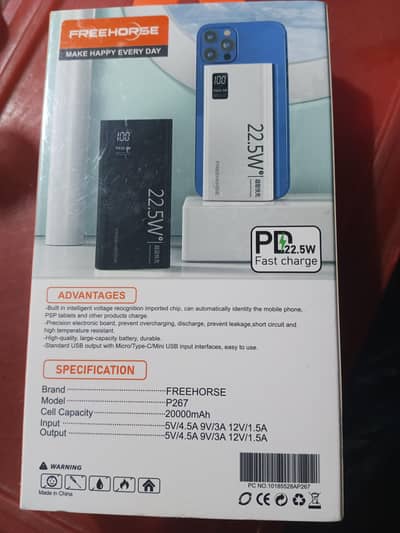 FREEHORSE
MAKE HAPPY EVERY DAY
100
100
22.5W
22.5W
FREEHORSE
PD 22.5W
Fast charge
ADVANTAGES
-Built in intelligent voltage recognition imported chip, can automatically identity the mobile phone,
PSP tablets and other products charge.
-Precision electronic board, prevent overcharging, discharge, prevent leakage,short circuit and
high temperature resistant.
-High-quality, large-capacity battery, durable.
-Standard USB output with Micro/Type-C/Mini USB input interfaces, easy to use.
SPECIFICATION
Brand FREEHORSE
Model P267
Cell Capacity 20000mAh
Input 5V/4.5A 9V/3A 12V/1.5A
Output 5V/4.5A 9V/3A 12V/1.5A
WARNING
Made in China
PC NO:10185528AP267
CE